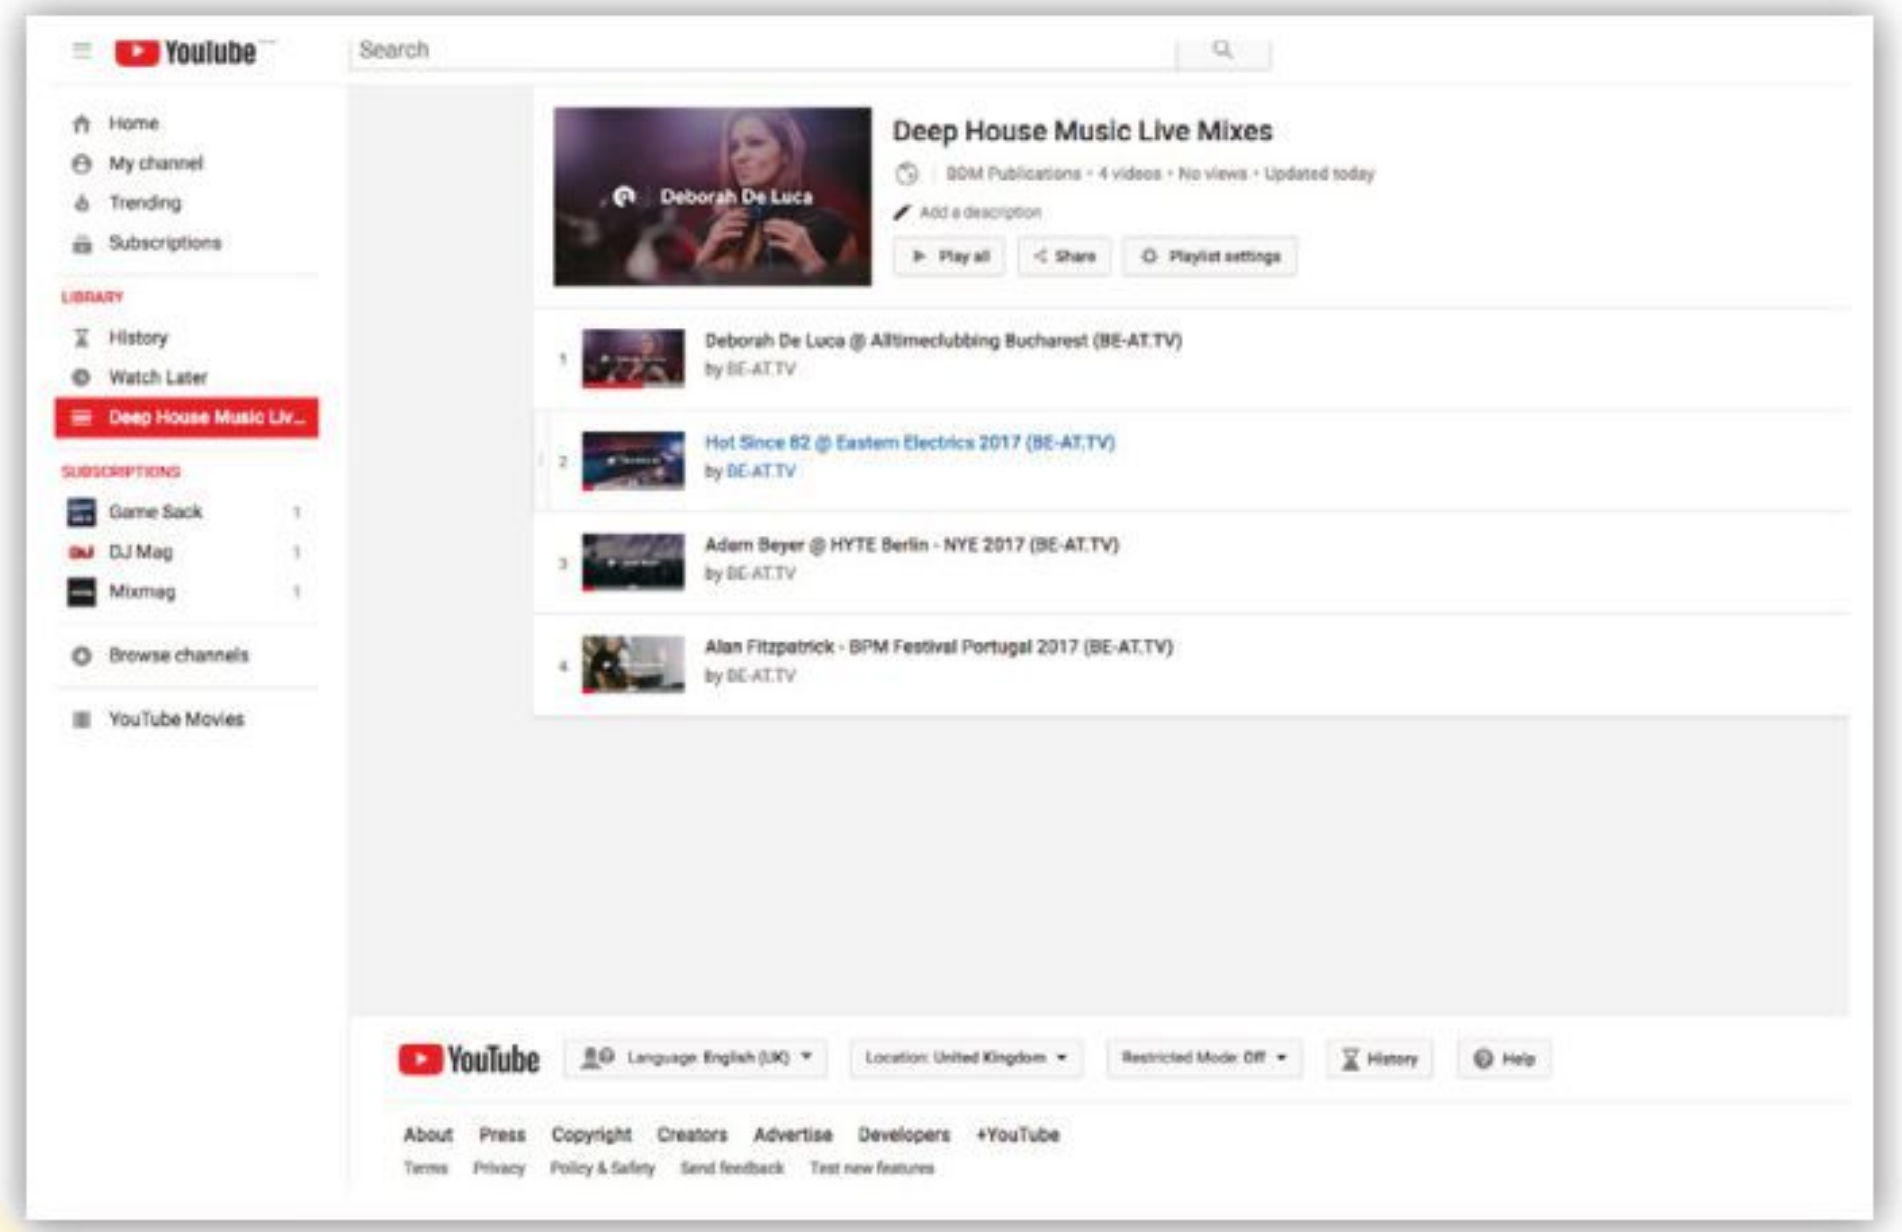 YouTube
Search
Home
My channel
Trending
Subscriptions
LIBRARY
History
Watch Later
Deep House Music Liv...
SUBSCRIPTIONS
Game Sack 1
DJ Mag 1
Mixmag 1
Browse channels
YouTube Movies
Deborah De Luca
Deep House Music Live Mixes
BDM Publications • 4 videos • No views • Updated today
Add a description
Play all
Share
Playlist settings
1
Deborah De Luca @ Alltimeclubbing Bucharest (BE-AT.TV)
by BE-AT.TV
2
Hot Since 82 @ Eastern Electrics 2017 (BE-AT.TV)
by BE-AT.TV
3
Adam Beyer @ HYTE Berlin - NYE 2017 (BE-AT.TV)
by BE-AT.TV
4
Alan Fitzpatrick - BPM Festival Portugal 2017 (BE-AT.TV)
by BE-AT.TV
YouTube
Language: English (UK)
Location: United Kingdom
Restricted Mode: Off
History
Help
About Press Copyright Creators Advertise Developers +YouTube
Terms Privacy Policy & Safety Send feedback Test new features